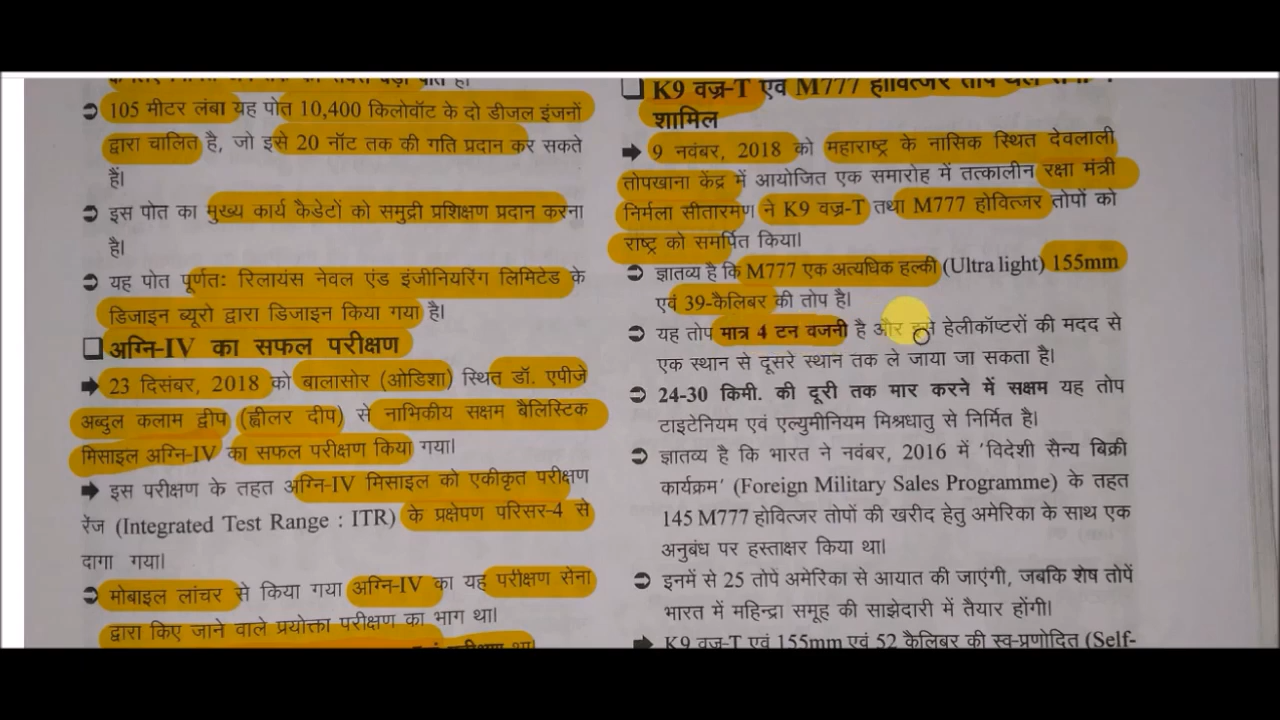 105 मीटर लंबा यह पोत 10,400 किलोवॉट के दो डीजल इंजनों
द्वारा चालित है, जो इसे 20 नॉट तक की गति प्रदान कर सकते
हैं।
इस पोत का मुख्य कार्य कैडेटों को समुद्री प्रशिक्षण प्रदान करना
है।
यह पोत पूर्णतः रिलायंस नेवल एंड इंजीनियरिंग लिमिटेड के
डिजाइन ब्यूरो द्वारा डिजाइन किया गया है।
अग्नि-IV का सफल परीक्षण
23 दिसंबर, 2018 को बालासोर (ओडिशा) स्थित डॉ. एपीजे
अब्दुल कलाम द्वीप (ह्वीलर दीप) से नाभिकीय सक्षम बैलिस्टिक
मिसाइल अग्नि-IV का सफल परीक्षण किया गया।
इस परीक्षण के तहत अग्नि-IV मिसाइल को एकीकृत परीक्षण
रेंज (Integrated Test Range : ITR) के प्रक्षेपण परिसर-4 से
दागा गया।
मोबाइल लांचर से किया गया अग्नि-IV का यह परीक्षण सेना
द्वारा किए जाने वाले प्रयोक्ता परीक्षण का भाग था।
K9 वज्र-T एवं M777 होवित्जर तोपें
शामिल
9 नवंबर, 2018 को महाराष्ट्र के नासिक स्थित देवलाली
तोपखाना केंद्र में आयोजित एक समारोह में तत्कालीन रक्षा मंत्री
निर्मला सीतारमण ने K9 वज्र-T तथा M777 होवित्जर तोपों को
राष्ट्र को समर्पित किया।
ज्ञातव्य है कि M777 एक अत्यधिक हल्की (Ultra light) 155mm
एवं 39-कैलिबर की तोप है।
यह तोप मात्र 4 टन वजनी है और इसे हेलीकॉप्टरों की मदद से
एक स्थान से दूसरे स्थान तक ले जाया जा सकता है।
24-30 किमी. की दूरी तक मार करने में सक्षम यह तोप
टाइटेनियम एवं एल्युमीनियम मिश्रधातु से निर्मित है।
ज्ञातव्य है कि भारत ने नवंबर, 2016 में ‘विदेशी सैन्य बिक्री
कार्यक्रम’ (Foreign Military Sales Programme) के तहत
145 M777 होवित्जर तोपों की खरीद हेतु अमेरिका के साथ एक
अनुबंध पर हस्ताक्षर किया था।
इनमें से 25 तोपें अमेरिका से आयात की जाएंगी, जबकि शेष तोपें
भारत में महिन्द्रा समूह की साझेदारी में तैयार होंगी।
K9 वज्र-T एवं 155mm एवं 52 कैलिबर की स्व-प्रणोदित (Self-